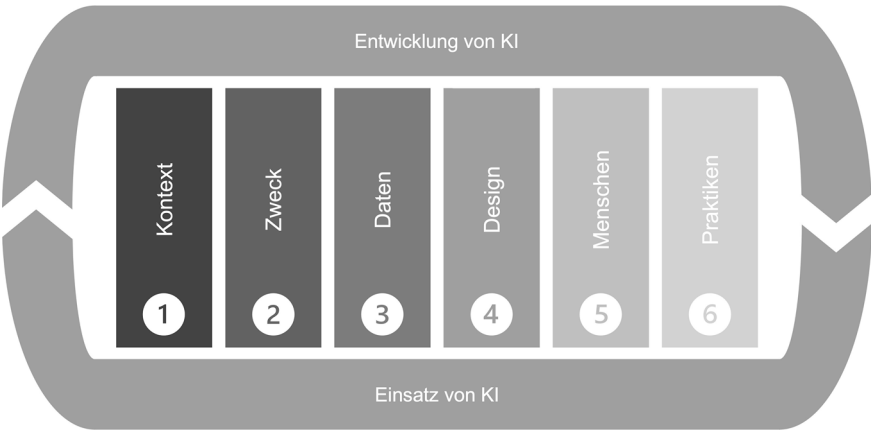 Entwicklung von KI
Kontext
1
Zweck
2
Daten
3
Design
4
Menschen
5
Praktiken
6
Einsatz von KI